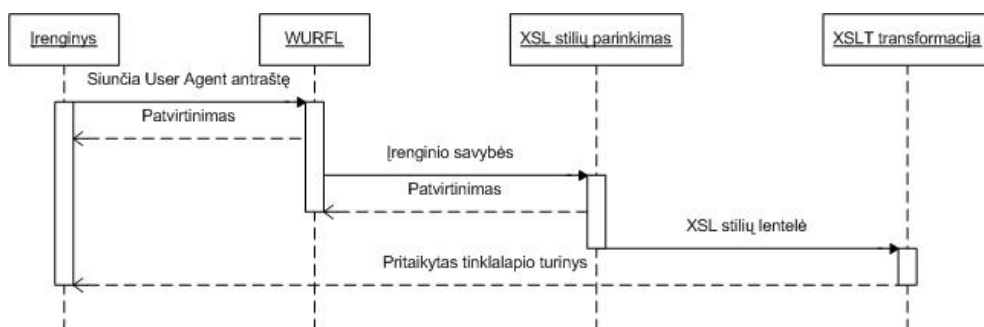 Įrenginys
WURFL
XSL stilių parinkimas
XSLT transformacija
Siunčia User Agent antraštę
Patvirtinimas
Įrenginio savybės
Patvirtinimas
XSL stilių lentelė
Pritaikytas tinklalapio turinys